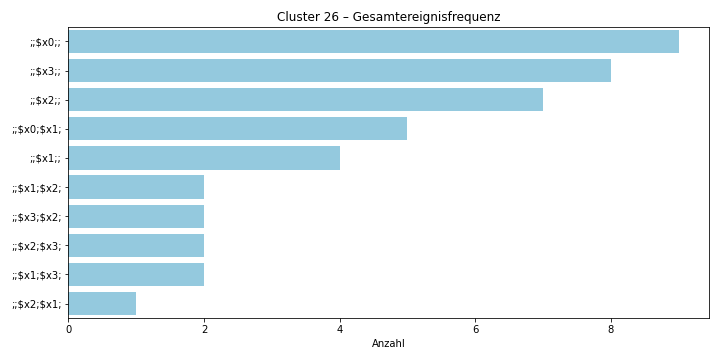 Cluster 26 – Gesamtereignisfrequenz
;;$x0;;
;;$x3;;
;;$x2;;
;;$x0;$x1;
;;$x1;;
;;$x1;$x2;
;;$x3;$x2;
;;$x2;$x3;
;;$x1;$x3;
;;$x2;$x1;
0 2 4 6 8
Anzahl